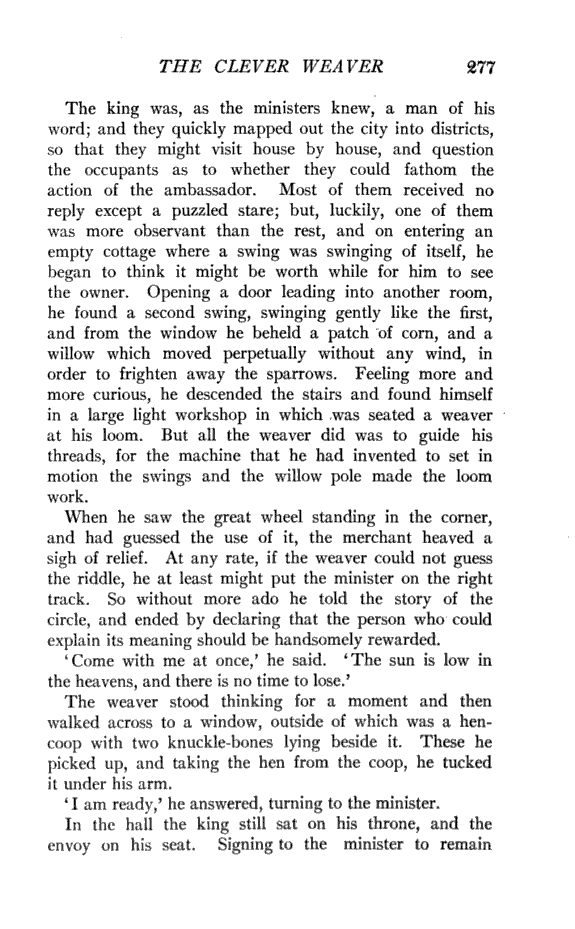 THE CLEVER WEAVER 277
The king was, as the ministers knew, a man of his
word; and they quickly mapped out the city into districts,
so that they might visit house by house, and question
the occupants as to whether they could fathom the
action of the ambassador. Most of them received no
reply except a puzzled stare; but, luckily, one of them
was more observant than the rest, and on entering an
empty cottage where a swing was swinging of itself, he
began to think it might be worth while for him to see
the owner. Opening a door leading into another room,
he found a second swing, swinging gently like the first,
and from the window he beheld a patch of corn, and a
willow which moved perpetually without any wind, in
order to frighten away the sparrows. Feeling more and
more curious, he descended the stairs and found himself
in a large light workshop in which was seated a weaver
at his loom. But all the weaver did was to guide his
threads, for the machine that he had invented to set in
motion the swings and the willow pole made the loom
work.
When he saw the great wheel standing in the corner,
and had guessed the use of it, the merchant heaved a
sigh of relief. At any rate, if the weaver could not guess
the riddle, he at least might put the minister on the right
track. So without more ado he told the story of the
circle, and ended by declaring that the person who could
explain its meaning should be handsomely rewarded.
‘Come with me at once,’ he said. ‘The sun is low in
the heavens, and there is no time to lose.’
The weaver stood thinking for a moment and then
walked across to a window, outside of which was a hen-
coop with two knuckle-bones lying beside it. These he
picked up, and taking the hen from the coop, he tucked
it under his arm.
‘I am ready,’ he answered, turning to the minister.
In the hall the king still sat on his throne, and the
envoy on his seat. Signing to the minister to remain